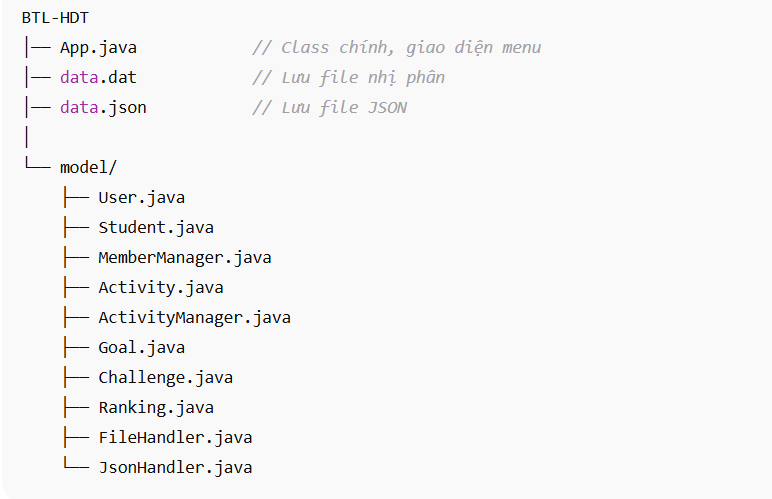 BTL-HDT
│── App.java            // Class chính, giao diện menu
│── data.dat            // Lưu file nhị phân
│── data.json           // Lưu file JSON
│
└── model/
    ├── User.java
    ├── Student.java
    ├── MemberManager.java
    ├── Activity.java
    ├── ActivityManager.java
    ├── Goal.java
    ├── Challenge.java
    ├── Ranking.java
    ├── FileHandler.java
    └── JsonHandler.java